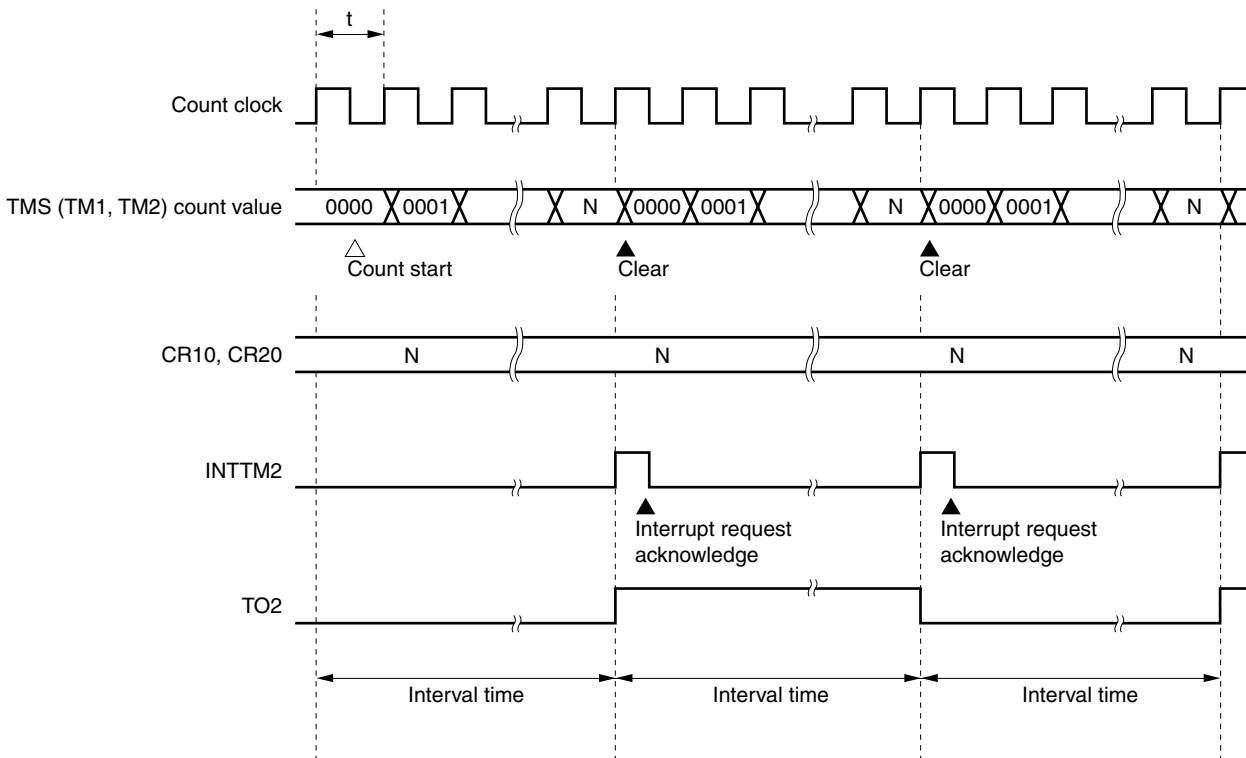 t
Count clock
TMS (TM1, TM2) count value 0000 0001 N 0000 0001 N 0000 0001 N
Count start Clear Clear
CR10, CR20 N N N N
INTTM2
Interrupt request acknowledge
Interrupt request acknowledge
TO2
Interval time Interval time Interval time